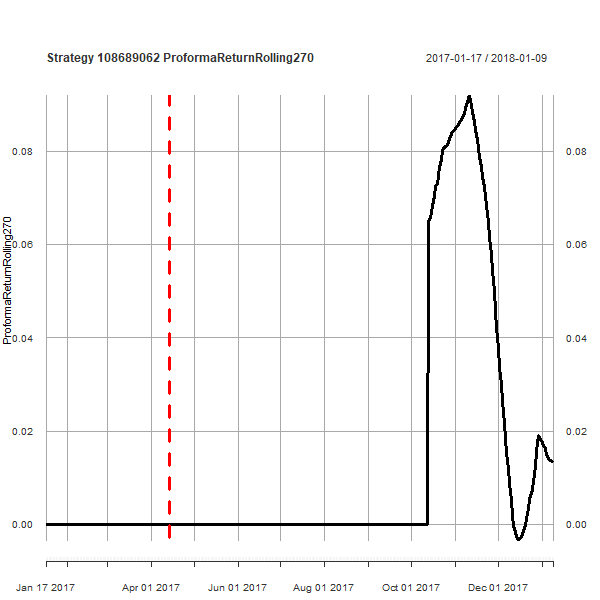 Strategy 108689062 ProformaReturnRolling270
2017-01-17 / 2018-01-09
ProformaReturnRolling270
0.08 0.08
0.06 0.06
0.04 0.04
0.02 0.02
0.00 0.00
Jan 17 2017 Apr 01 2017 Jun 01 2017 Aug 01 2017 Oct 01 2017 Dec 01 2017